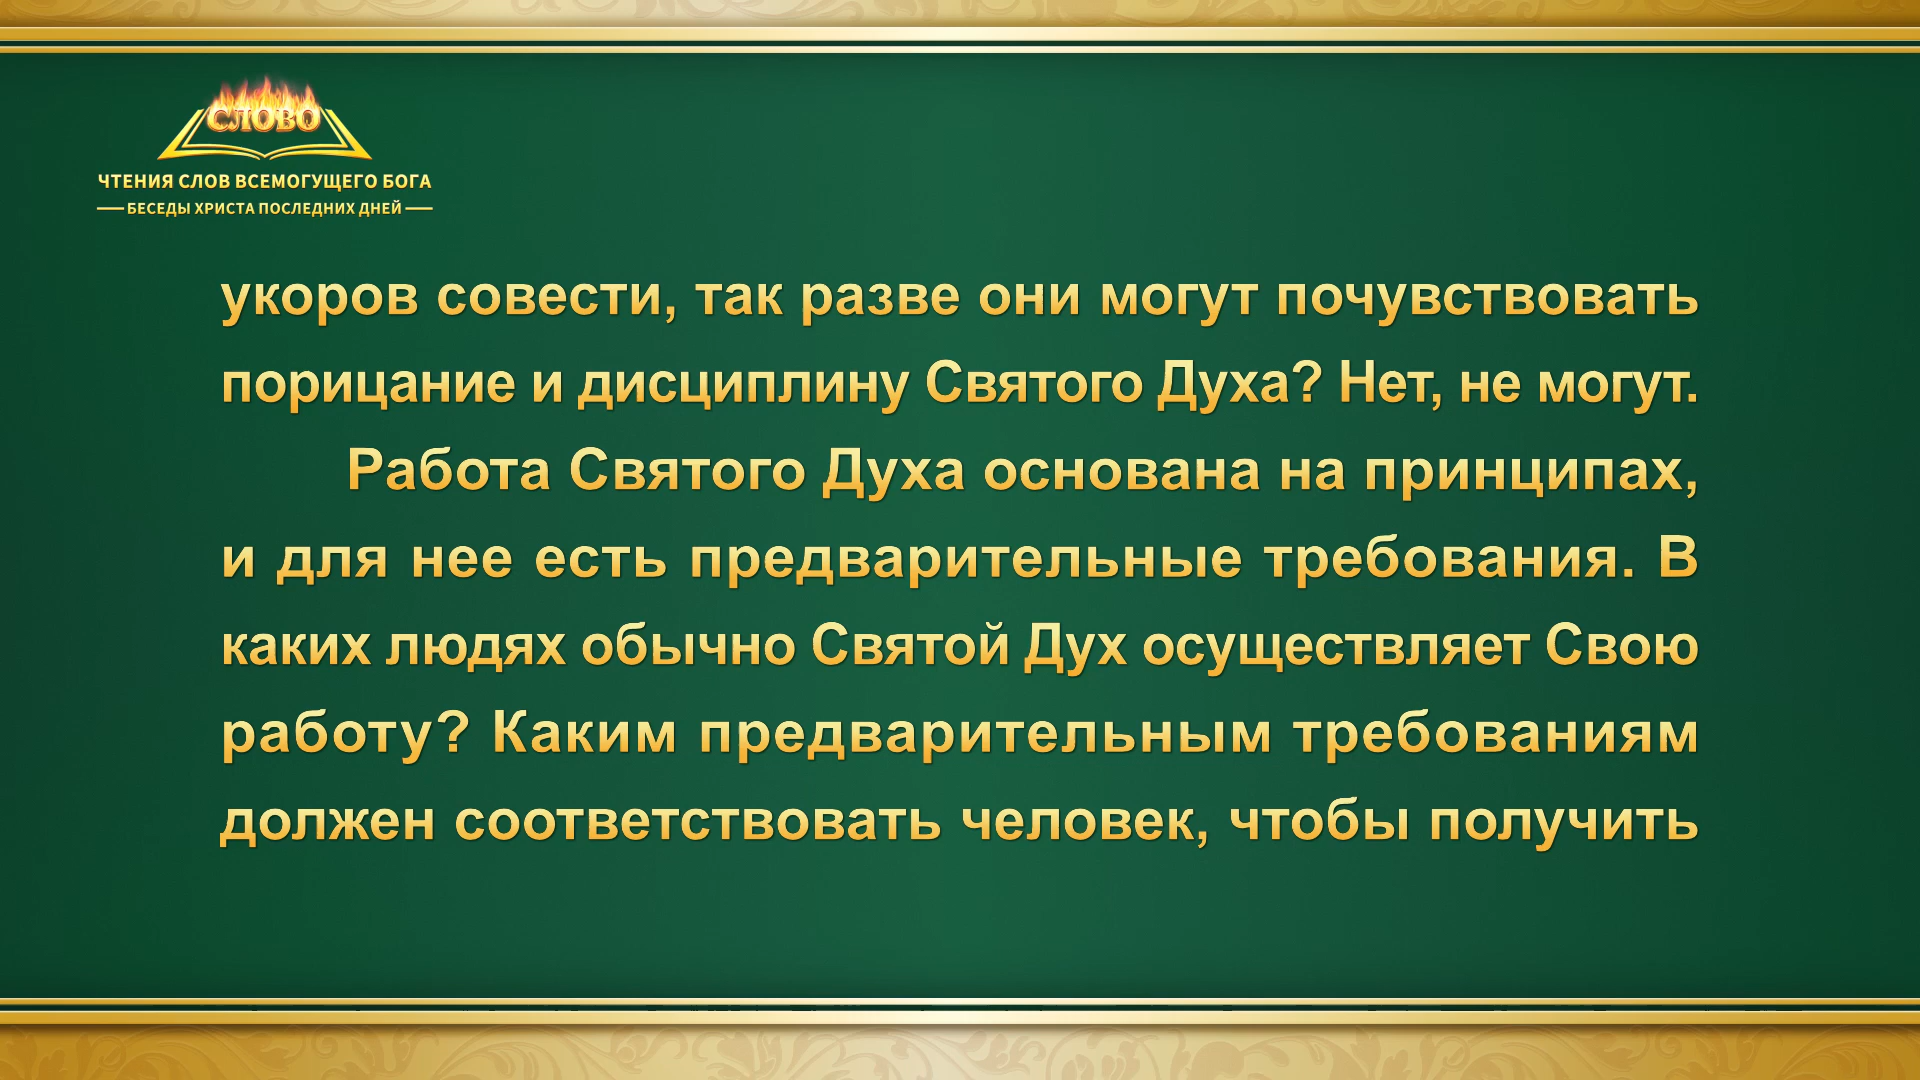 СЛОВО
ЧТЕНИЯ СЛОВ ВСЕМОГУЩЕГО БОГА
БЕСЕДЫ ХРИСТА ПОСЛЕДНИХ ДНЕЙ
укоров совести, так разве они могут почувствовать
порицание и дисциплину Святого Духа? Нет, не могут.
Работа Святого Духа основана на принципах,
и для нее есть предварительные требования. В
каких людях обычно Святой Дух осуществляет Свою
работу? Каким предварительным требованиям
должен соответствовать человек, чтобы получить